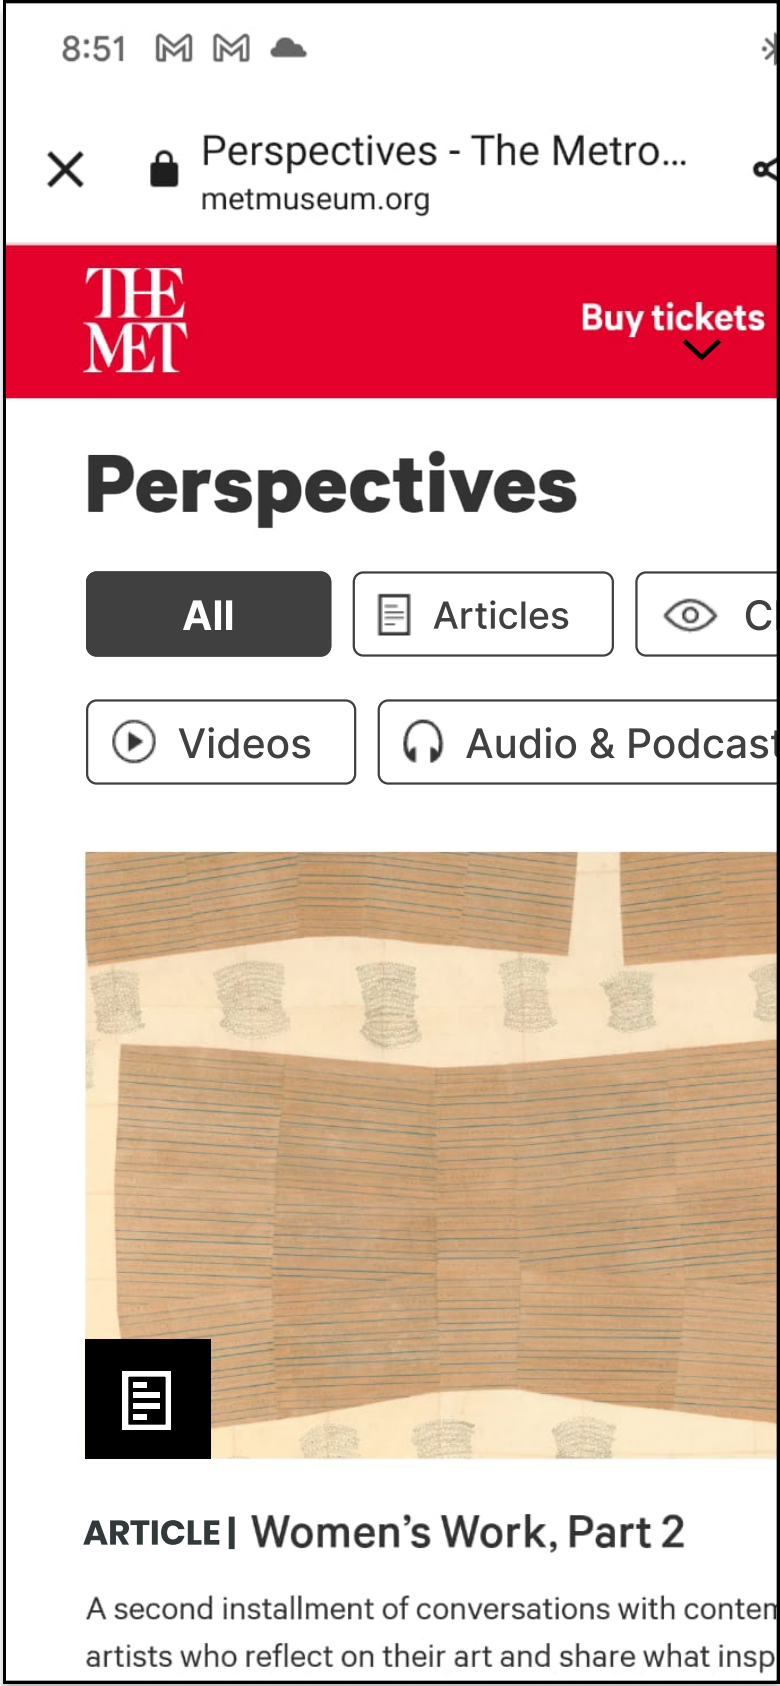 8:51
Perspectives - The Metro...
metmuseum.org
THE
MET
Buy tickets
Perspectives
All
Articles
C
Videos
Audio & Podcast
ARTICLE | Women’s Work, Part 2
A second installment of conversations with contem
artists who reflect on their art and share what insp